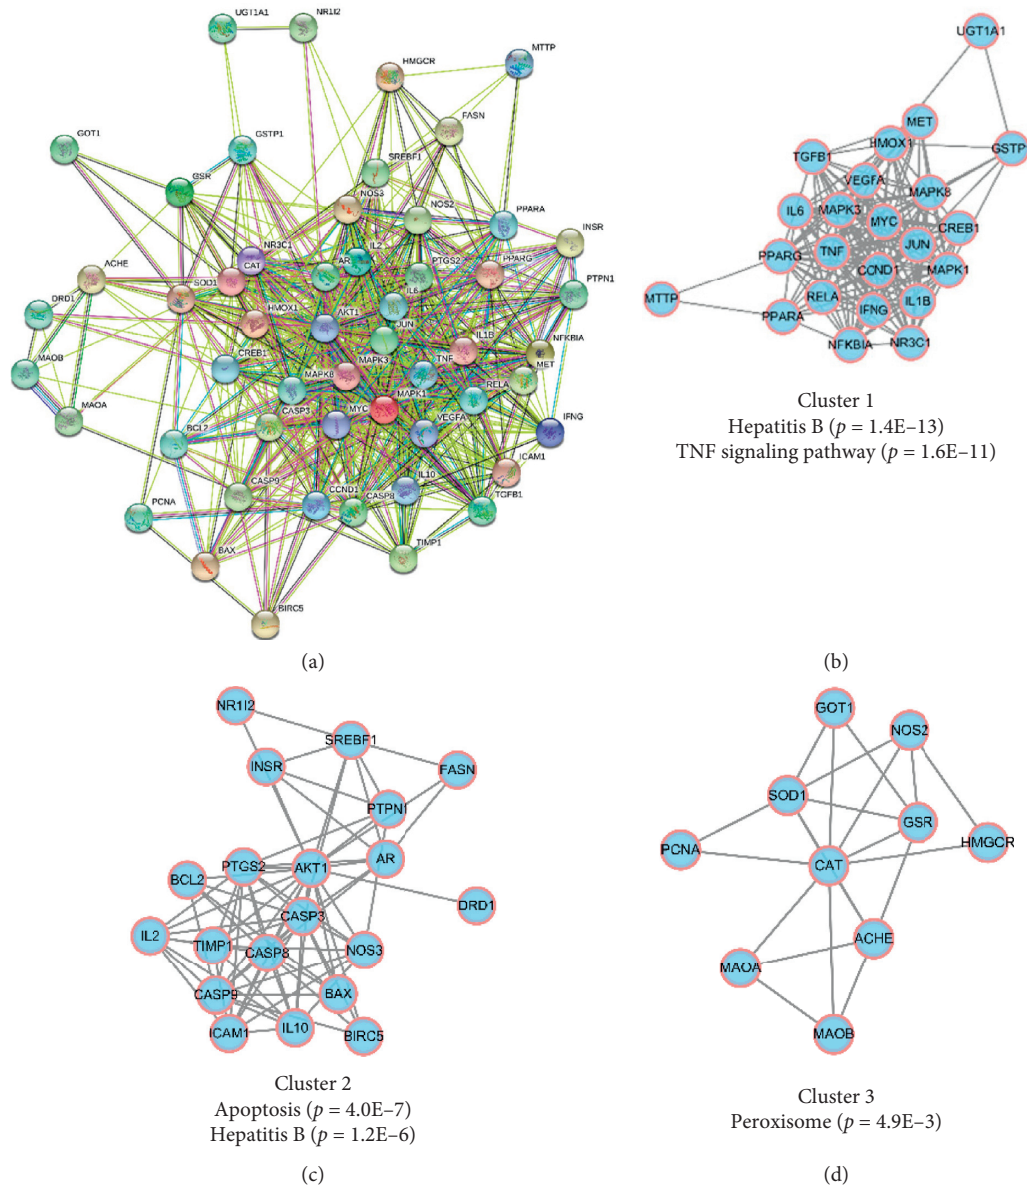 UGT1A1
NR1I2
MTTP
HMGCR
FASN
GOT1
GSTP1
SREBF1
GSR
NOS3
NOS2
PPARA
INSR
NR3C1
IL2
AR
CAT
PTGS2
PPARG
ACHE
SOD1
PTPN1
IL6
DRD1
HMOX1
AKT1
JUN
IL1B
NFKBIA
MAOB
CREB1
MAPK3
TNF
MET
MAPK8
RELA
MAPK1
MAOA
CASP3
MYC
VEGFA
IFNG
BCL2
ICAM1
IL10
CASP9
CCND1
CASP8
TGFB1
PCNA
TIMP1
BAX
BIRC5
(a)
UGT1A1
MET
HMOX1
GSTP
TGFB1
VEGFA
MAPK8
IL6
MAPK3
MYC
CREB1
TNF
JUN
PPARG
CCND1
MAPK1
MTTP
RELA
IL1B
PPARA
IFNG
NFKBIA
NR3C1
Cluster 1
Hepatitis B (p = 1.4E–13)
TNF signaling pathway (p = 1.6E–11)
(b)
NR1I2
SREBF1
INSR
FASN
PTPNI
PTGS2
AKT1
AR
BCL2
DRD1
CASP3
IL2
TIMP1
CASP8
NOS3
CASP9
BAX
ICAM1
IL10
BIRC5
Cluster 2
Apoptosis (p = 4.0E–7)
Hepatitis B (p = 1.2E–6)
(c)
GOT1
NOS2
SOD1
GSR
PCNA
HMGCR
CAT
ACHE
MAOA
MAOB
Cluster 3
Peroxisome (p = 4.9E–3)
(d)